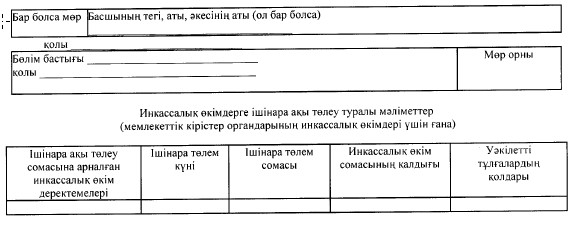 Бар болса мөр Басшының тегі, аты, әкесінің аты (ол бар болса)
қолы
Бөлім бастығы Мөр орны
қолы
Инкассалық өкімдерге ішінара ақы төлеу туралы мәліметтер
(мемлекеттік кірістер органдарының инкассалық өкімдері үшін ғана)
Ішінара ақы төлеу сомасына арналған инкассалық өкім деректемелері
Ішінара төлем күні
Ішінара төлем сомасы
Инкассалық өкім сомасының қалдығы
Уәкілетті тұлғалардың қолдары